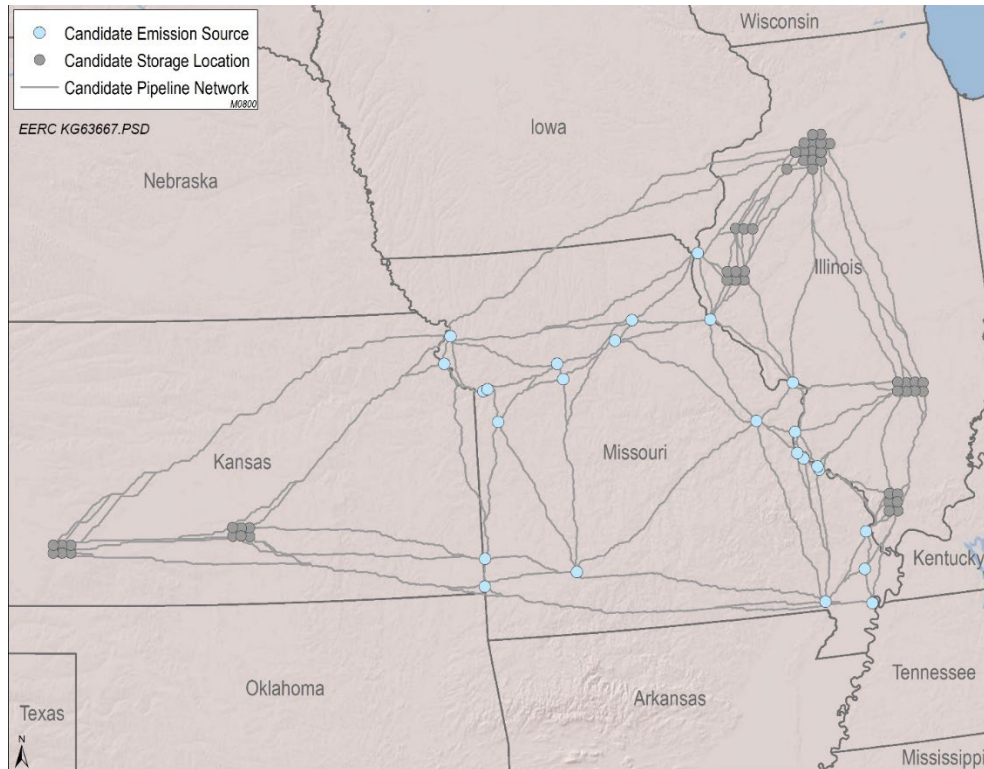 Candidate Emission Source
Candidate Storage Location
Candidate Pipeline Network
M0800
EERC KG63667.PSD
Wisconsin
Iowa
Nebraska
Illinois
Kansas
Missouri
Kentucky
Oklahoma
Arkansas
Tennessee
Texas
N
Mississippi